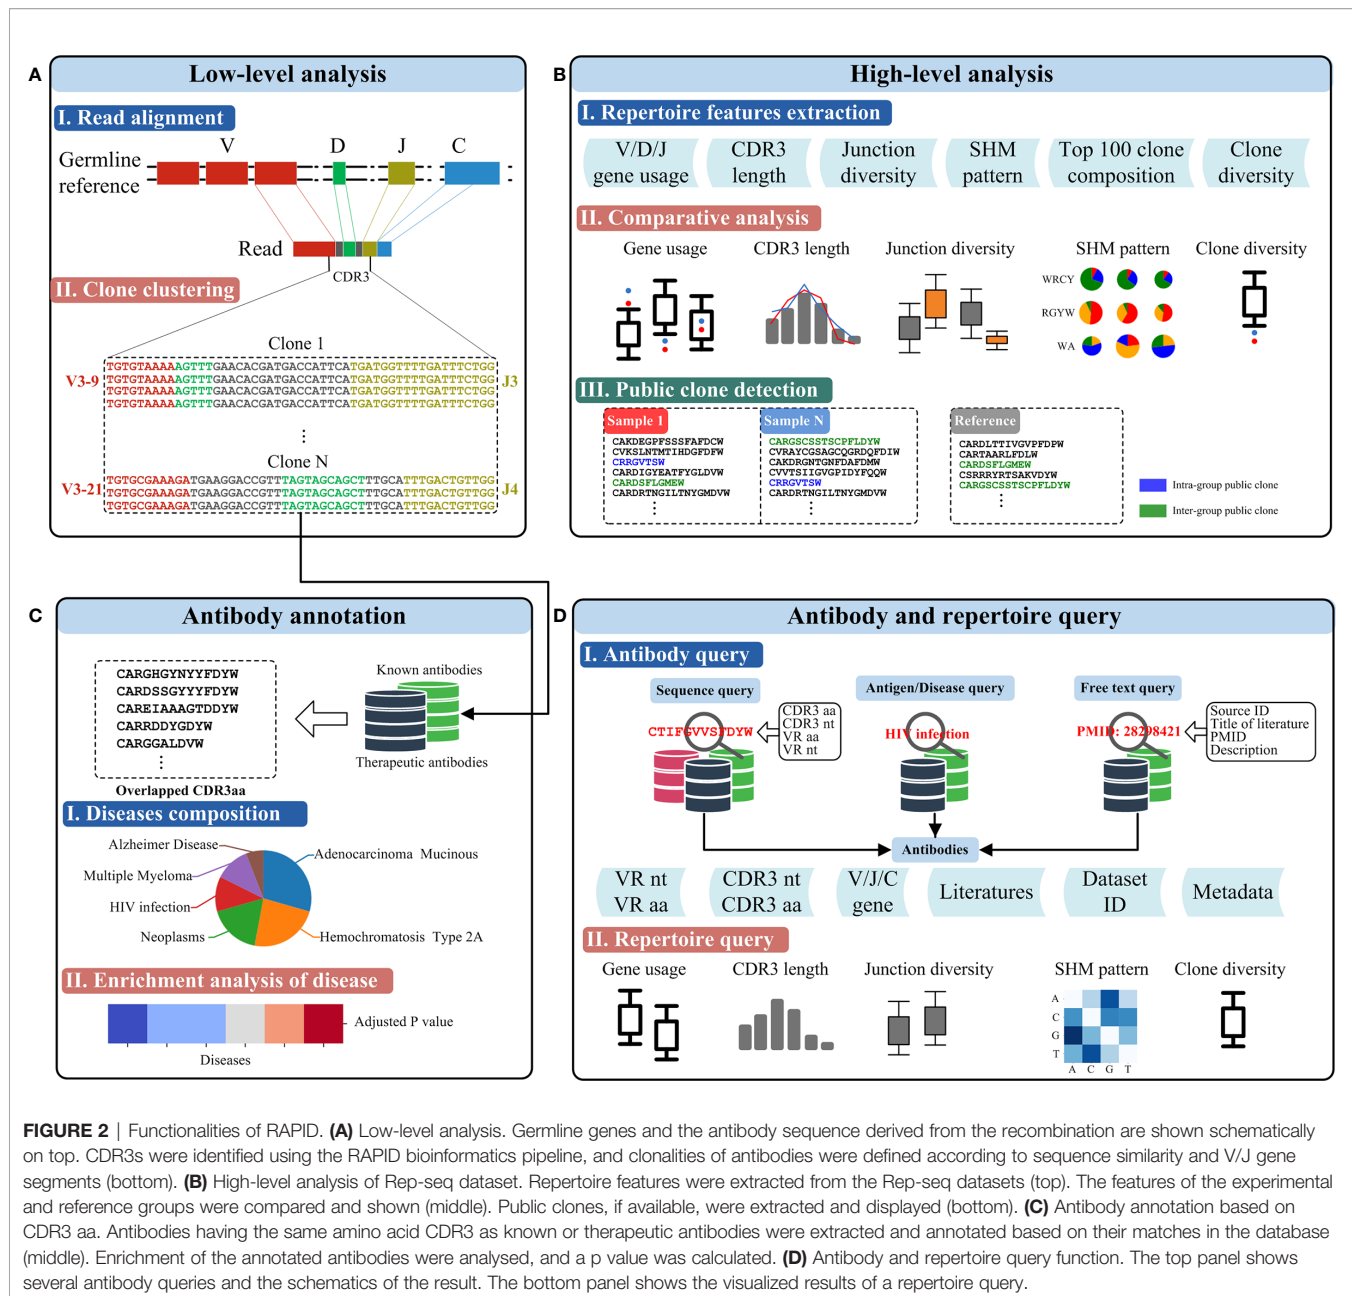 A
Low-level analysis
I. Read alignment
V
D
J
C
Germline
reference
Read
CDR3
II. Clone clustering
Clone 1
V3-9
TGTGTAAAAAGTTTGAACACGATGACCATTCATGATGGTTTTGATTTCTGG
TGTGTAAAAAGTTTGAACACGATGACCATTCATGATGGTTTTGATTTCTGG
TGTGTAAAAAGTTTGAACACGATGACCATTCATGATGGTTTTGATTTCTGG
TGTGTAAAAAGTTTGAACACGATGACCATTCATGATGGTTTTGATTTCTGG
J3
Clone N
V3-21
TGTGCGAAAGATGAAGGACCGTTTAGTAGCAGCTTTGCATTTGACTGTTGG
TGTGCGAAAGATGAAGGACCGTTTAGTAGCAGCTTTGCATTTGACTGTTGG
TGTGCGAAAGATGAAGGACCGTTTAGTAGCAGCTTTGCATTTGACTGTTGG
J4
B
High-level analysis
I. Repertoire features extraction
V/D/J
gene usage
CDR3
length
Junction
diversity
SHM
pattern
Top 100 clone
composition
Clone
diversity
II. Comparative analysis
Gene usage
CDR3 length
Junction diversity
SHM pattern
Clone diversity
WRCY
RGYW
WA
III. Public clone detection
Sample 1
CAKDEGPFSSSFAFDCW
CVKSLNTMTIHDGFDFW
CRRGVTSW
CARDIGYEATFYGLDVW
CARDSFLGMEW
CARDRTNGILTNYGMDVW
Sample N
CARGSCSSTSCPFLDYW
CVRAYCGSAGCQGRDQFDIW
CAKDRGNTGNFDAFDMW
CVVTSIIGVGPIDYFQQW
CRRGVTSW
CARDRTNGILTNYGMDVW
Reference
CARDLTTIVGVPFDPW
CARTAARLFDLW
CARDSFLGMEW
CSRRRYRTSAKVDYW
CARGSCSSTSCPFLDYW
Intra-group public clone
Inter-group public clone
C
Antibody annotation
CARGHGYNYYFDYW
CARDSSGYYYFDYW
CAREIAAAGTDDYW
CARRDDYGDYW
CARGGALDVW
Overlapped CDR3aa
Known antibodies
Therapeutic antibodies
I. Diseases composition
Alzheimer Disease
Multiple Myeloma
HIV infection
Neoplasms
Adenocarcinoma Mucinous
Hemochromatosis Type 2A
II. Enrichment analysis of disease
Adjusted P value
Diseases
D
Antibody and repertoire query
I. Antibody query
Sequence query
CTIFGVVSFDYW
CDR3 aa
CDR3 nt
VR aa
VR nt
Antigen/Disease query
HIV infection
Free text query
PMID: 28298421
Source ID
Title of literature
PMID
Description
Antibodies
VR nt
VR aa
CDR3 nt
CDR3 aa
V/J/C
gene
Literatures
Dataset
ID
Metadata
II. Repertoire query
Gene usage
CDR3 length
Junction diversity
SHM pattern
Clone diversity
A
C
G
T
A C G T
FIGURE 2 | Functionalities of RAPID. (A) Low-level analysis. Germline genes and the antibody sequence derived from the recombination are shown schematically
on top. CDR3s were identified using the RAPID bioinformatics pipeline, and clonalities of antibodies were defined according to sequence similarity and V/J gene
segments (bottom). (B) High-level analysis of Rep-seq dataset. Repertoire features were extracted from the Rep-seq datasets (top). The features of the experimental
and reference groups were compared and shown (middle). Public clones, if available, were extracted and displayed (bottom). (C) Antibody annotation based on
CDR3 aa. Antibodies having the same amino acid CDR3 as known or therapeutic antibodies were extracted and annotated based on their matches in the database
(middle). Enrichment of the annotated antibodies were analysed, and a p value was calculated. (D) Antibody and repertoire query function. The top panel shows
several antibody queries and the schematics of the result. The bottom panel shows the visualized results of a repertoire query.